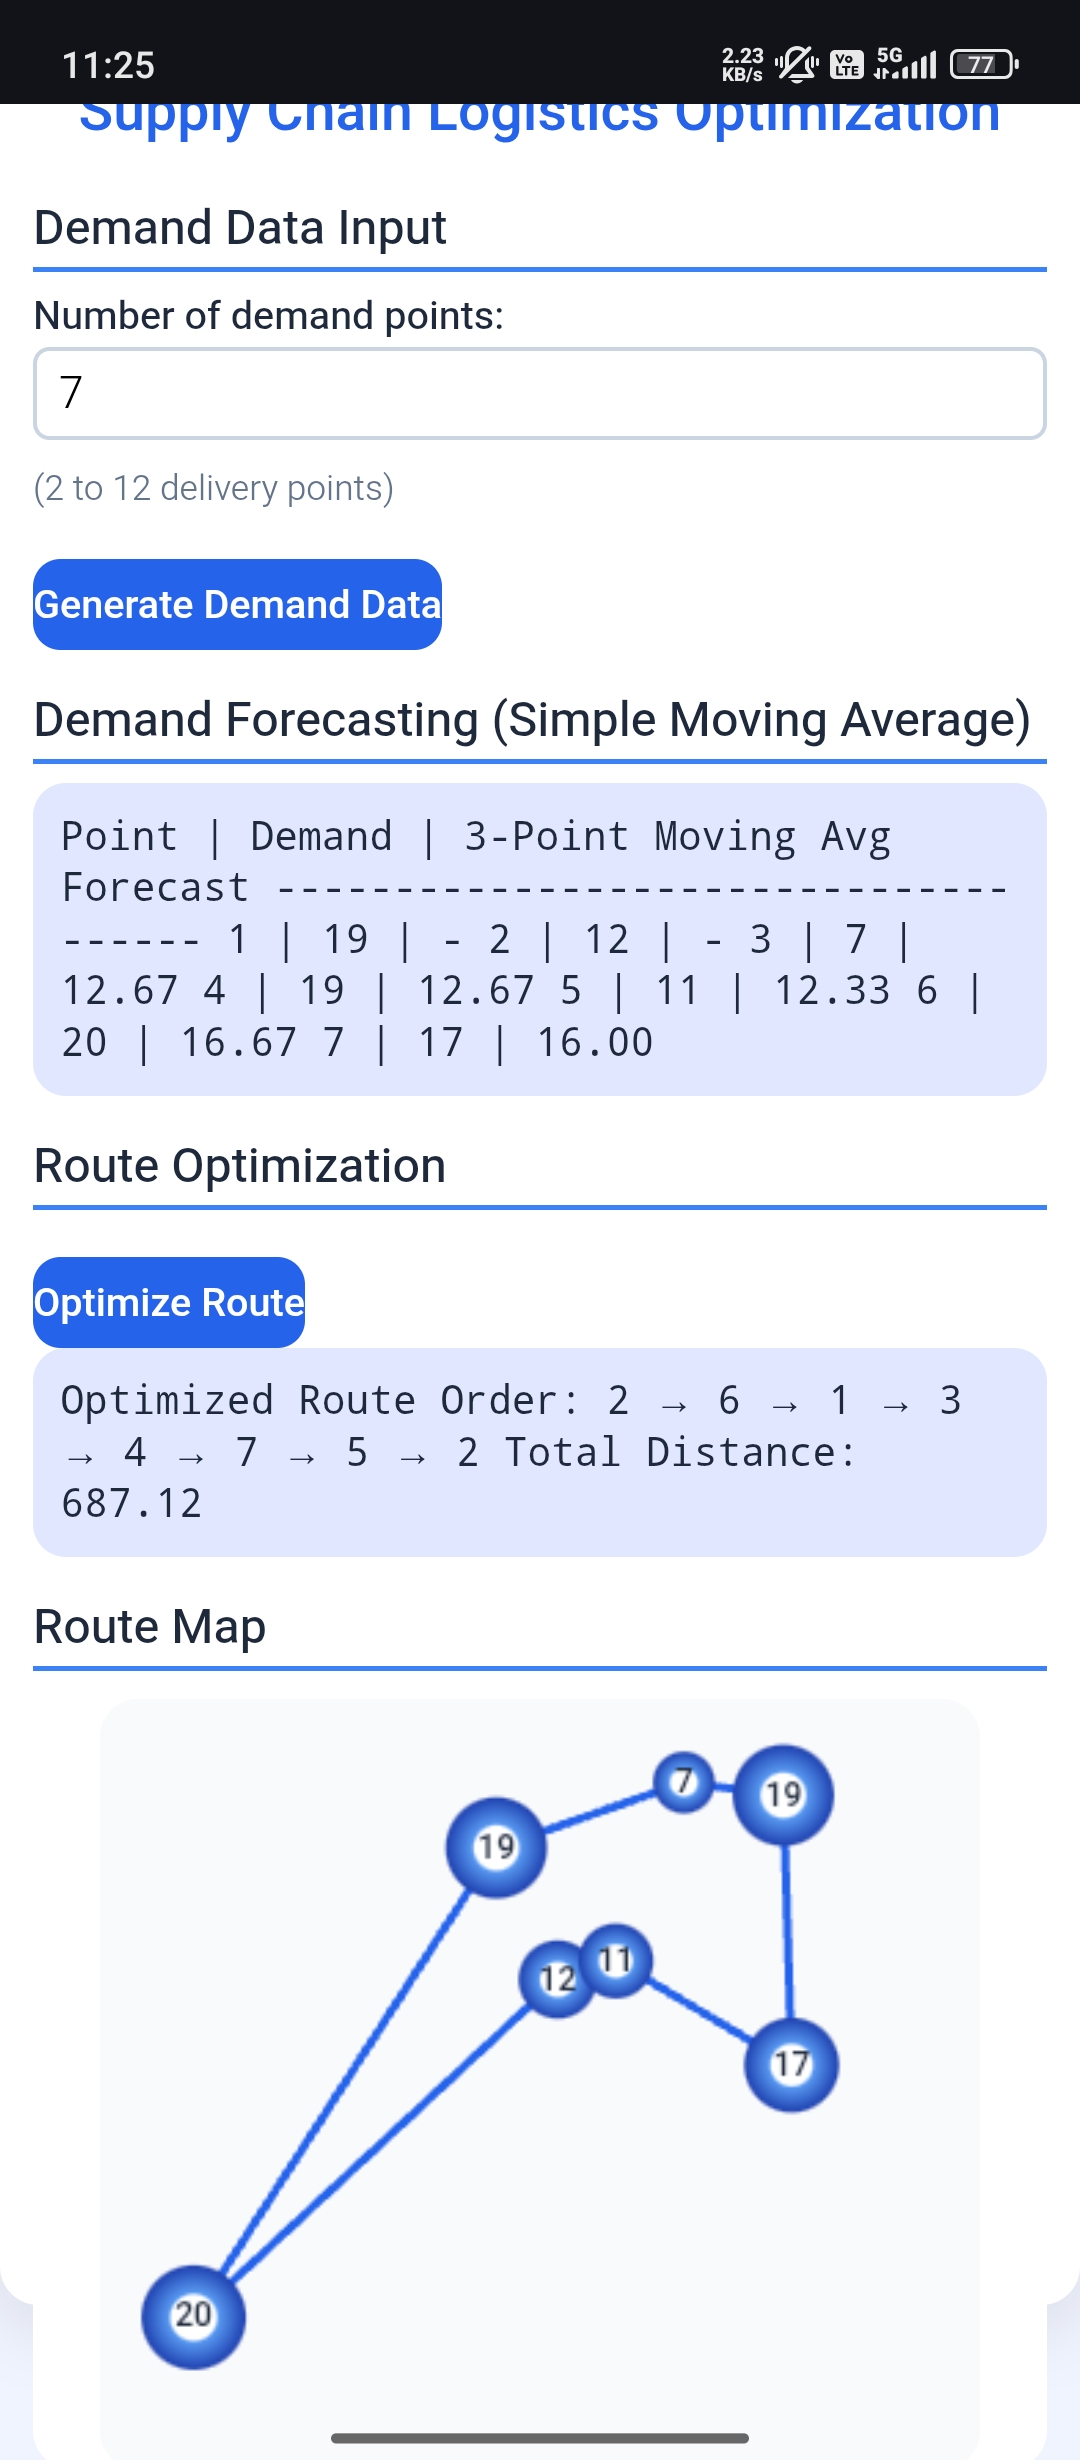 11:25
2.23
KB/s
Vo
LTE
5G
77
Supply Chain Logistics Optimization
Demand Data Input
Number of demand points:
7
(2 to 12 delivery points)
Generate Demand Data
Demand Forecasting (Simple Moving Average)
Point | Demand | 3-Point Moving Avg
Forecast -------------------------------
------ 1 | 19 | - 2 | 12 | - 3 | 7 |
12.67 4 | 19 | 12.67 5 | 11 | 12.33 6 |
20 | 16.67 7 | 17 | 16.00
Route Optimization
Optimize Route
Optimized Route Order: 2 → 6 → 1 → 3
→ 4 → 7 → 5 → 2 Total Distance:
687.12
Route Map
7
19
19
11
12
17
20